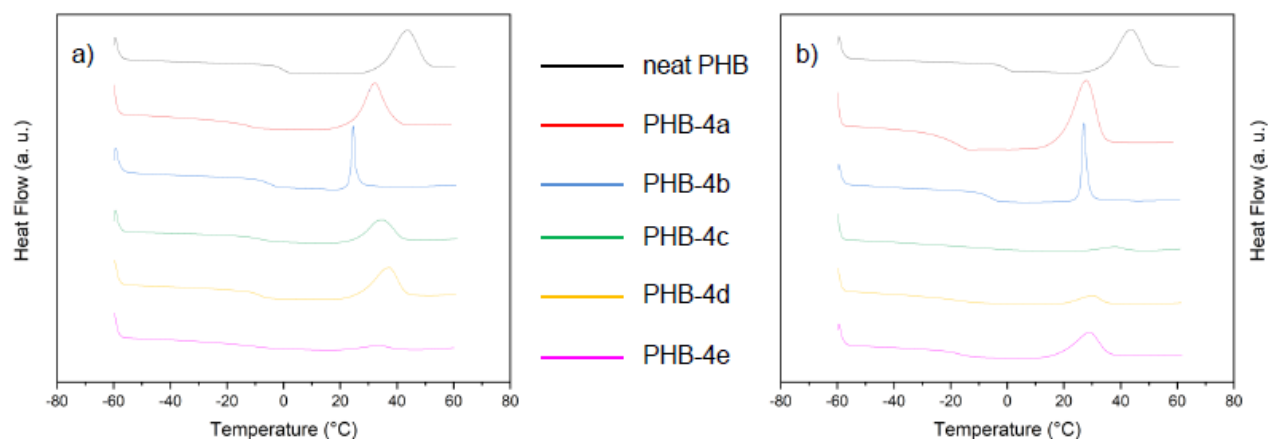 a)
Heat Flow (a. u.)
-80 -60 -40 -20 0 20 40 60 80
Temperature (°C)
neat PHB
PHB-4a
PHB-4b
PHB-4c
PHB-4d
PHB-4e
b)
-80 -60 -40 -20 0 20 40 60 80
Temperature (°C)
Heat Flow (a. u.)